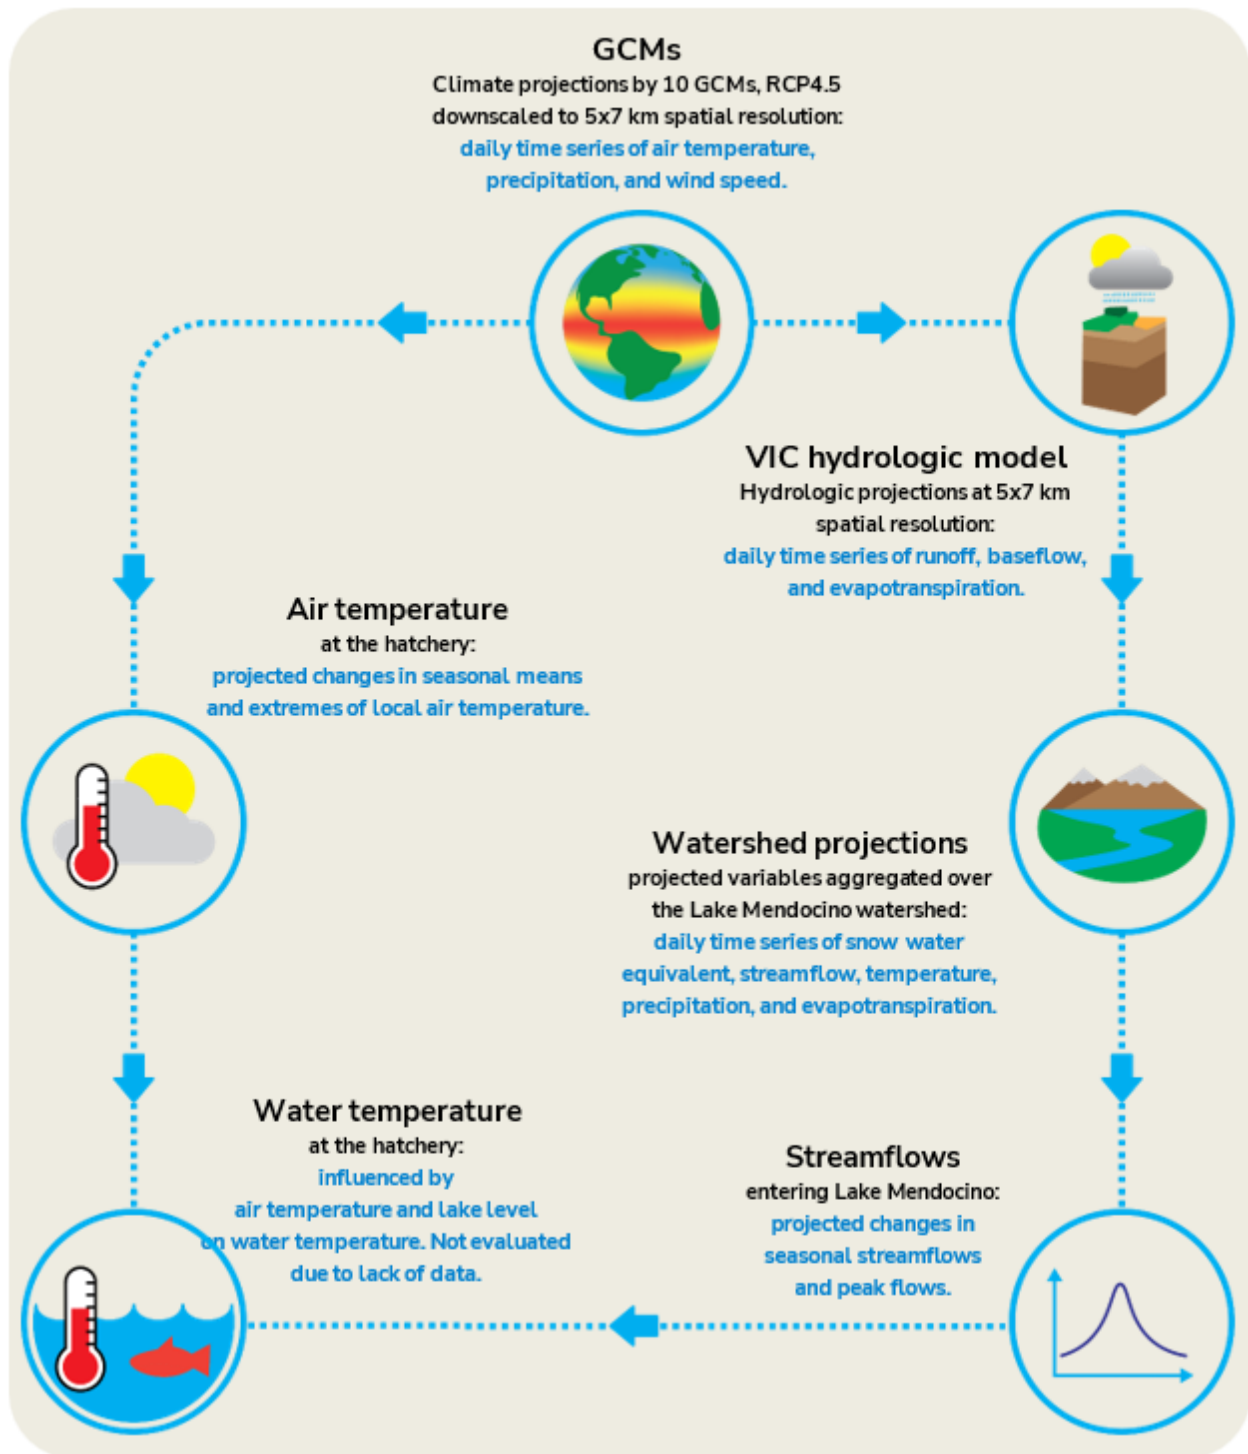 GCMs
Climate projections by 10 GCMs, RCP4.5
downscaled to 5x7 km spatial resolution:
daily time series of air temperature,
precipitation, and wind speed.
VIC hydrologic model
Hydrologic projections at 5x7 km
spatial resolution:
daily time series of runoff, baseflow,
and evapotranspiration.
Air temperature
at the hatchery:
projected changes in seasonal means
and extremes of local air temperature.
Watershed projections
projected variables aggregated over
the Lake Mendocino watershed:
daily time series of snow water
equivalent, streamflow, temperature,
precipitation, and evapotranspiration.
Water temperature
at the hatchery:
influenced by
air temperature and lake level
on water temperature. Not evaluated
due to lack of data.
Streamflows
entering Lake Mendocino:
projected changes in
seasonal streamflows
and peak flows.